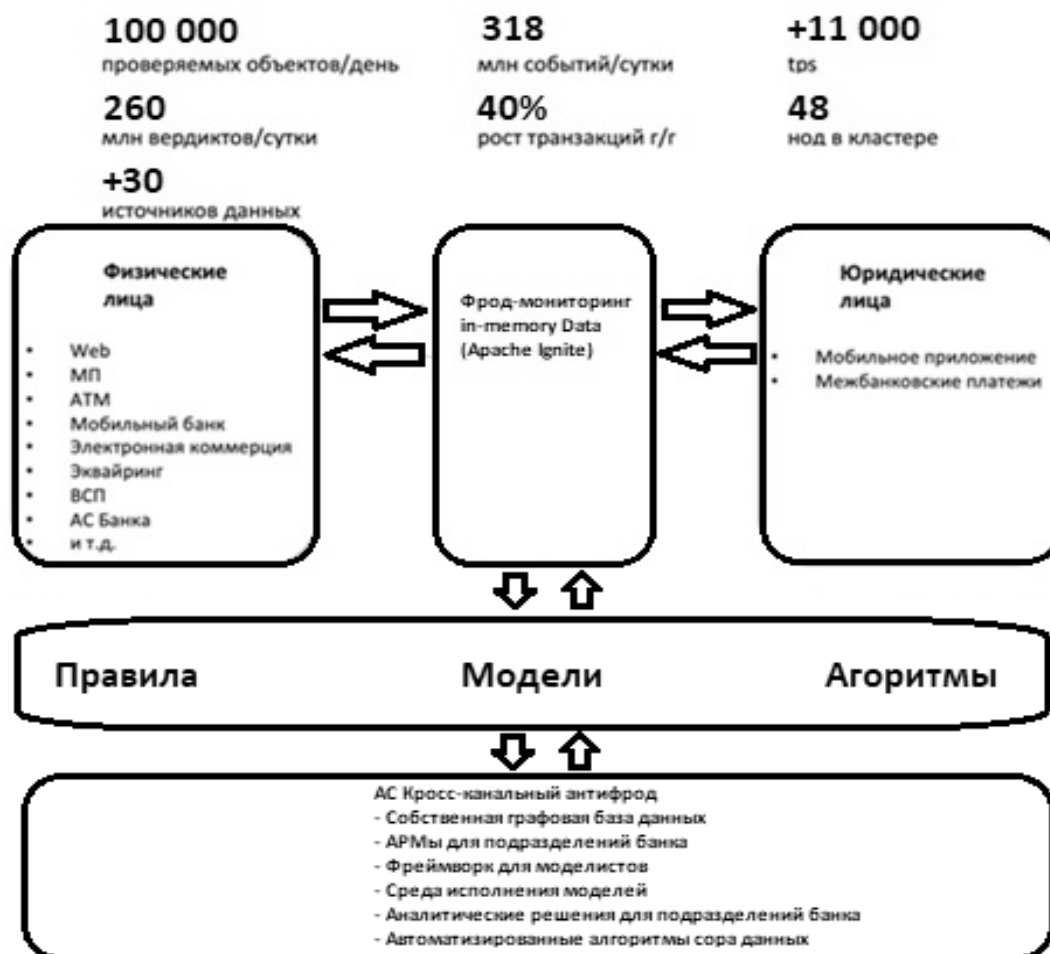 100 000
проверяемых объектов/день
318
млн событий/сутки
+11 000
tps
260
млн вердиктов/сутки
40%
рост транзакций г/г
48
нод в кластере
+30
источников данных
Физические
лица
• Web
• МП
• ATM
• Мобильный банк
• Электронная коммерция
• Эквайринг
• ВСП
• АС Банка
• и т.д.
Фрод-мониторинг
in-memory Data
(Apache Ignite)
Юридические
лица
• Мобильное приложение
• Межбанковские платежи
Правила
Модели
Агоритмы
АС Кросс-канальный антифрод
- Собственная графовая база данных
- АРМы для подразделений банка
- Фреймворк для моделистов
- Среда исполнения моделей
- Аналитические решения для подразделений банка
- Автоматизированные алгоритмы сора данных